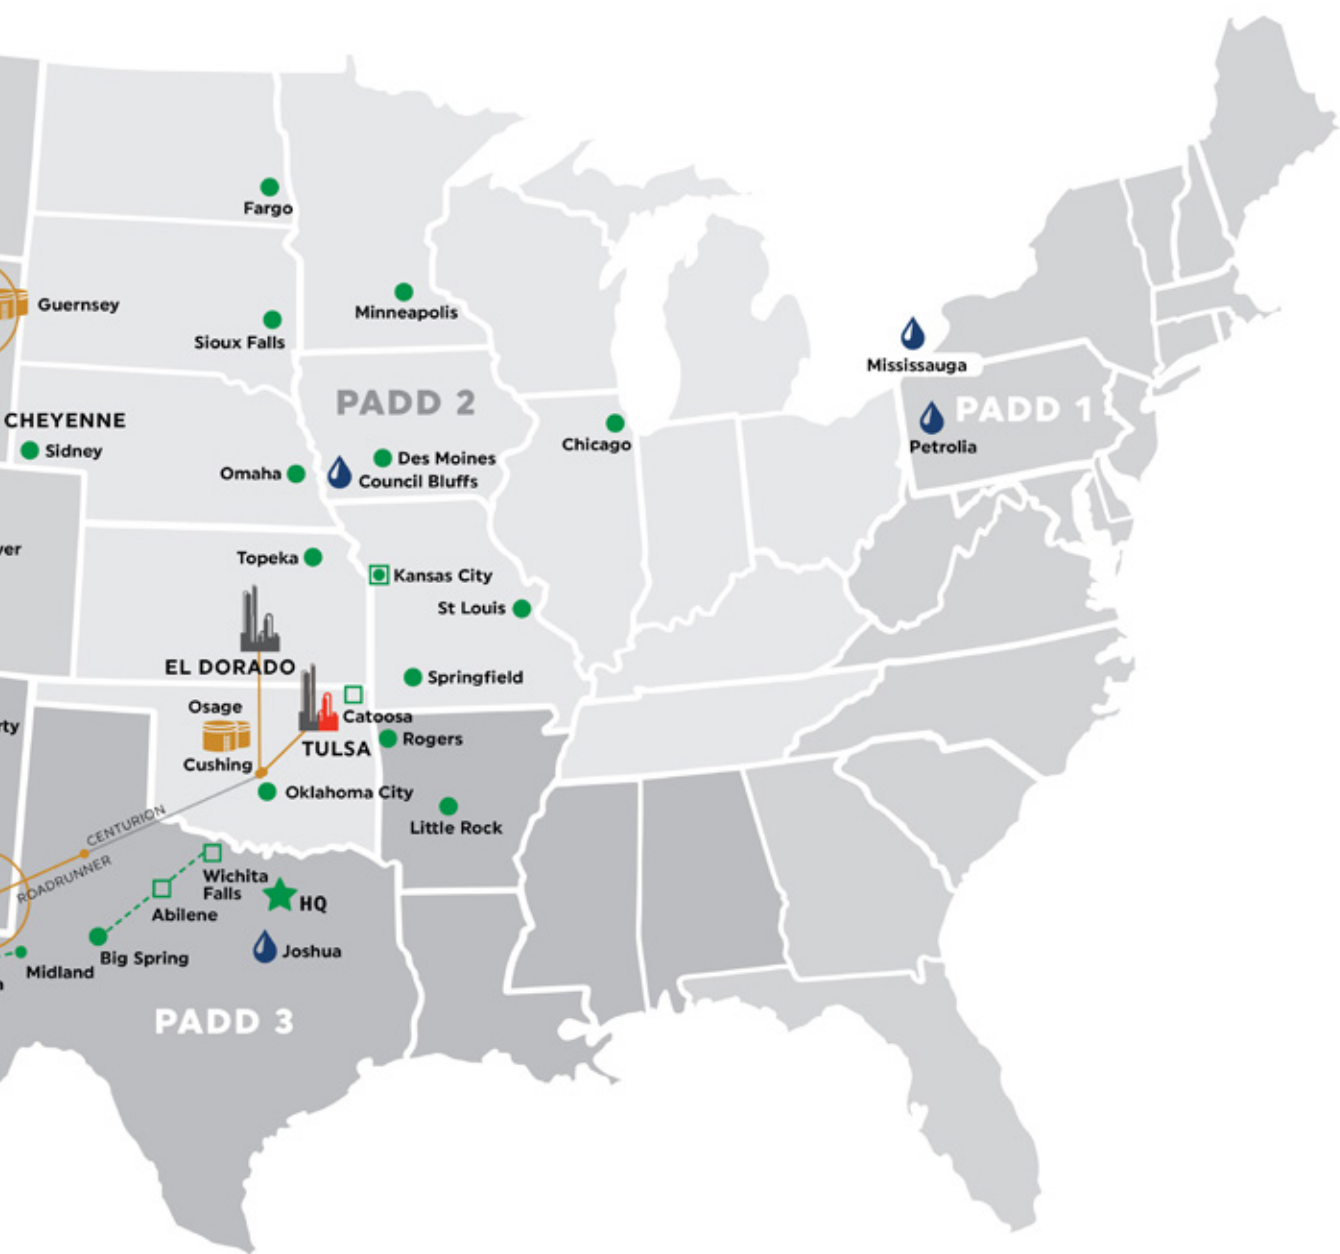 Fargo
Guernsey
Minneapolis
Sioux Falls
Mississauga
PADD 2
PADD 1
CHEYENNE
Chicago
Petrolia
Sidney
Des Moines
Omaha
Council Bluffs
Topeka
Kansas City
St Louis
EL DORADO
Springfield
Osage
Catoosa
Rogers
TULSA
Cushing
Oklahoma City
CENTURION
Little Rock
ROADRUNNER
Wichita
Falls
HQ
Abilene
Joshua
Big Spring
Midland
PADD 3